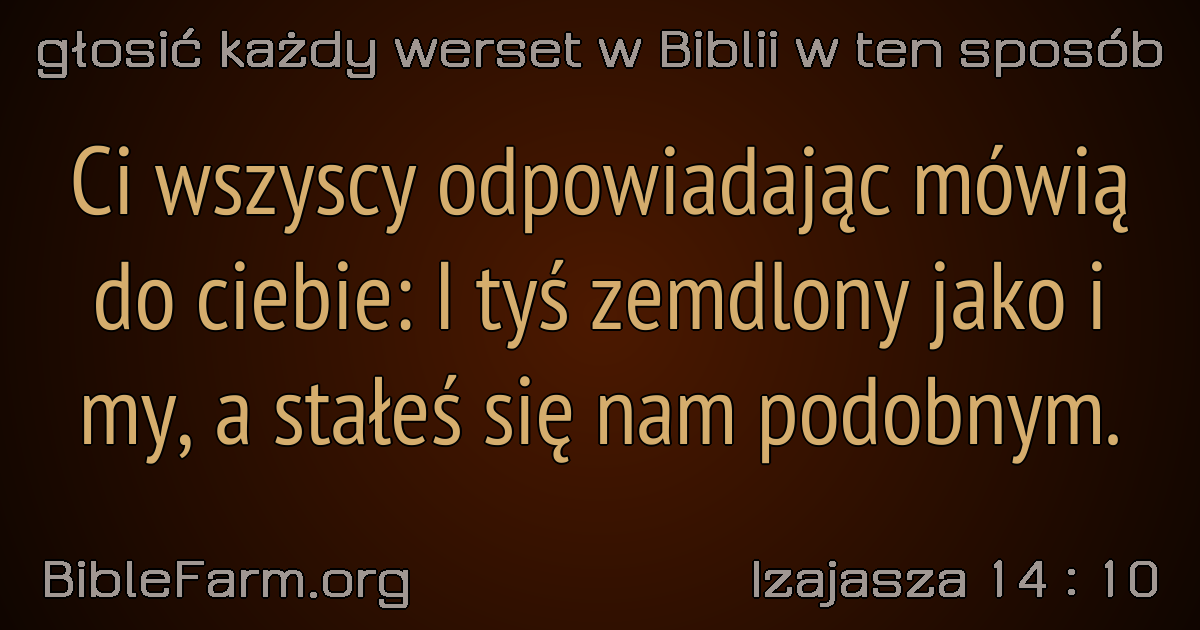 głosić każdy werset w Biblii w ten sposób
Ci wszyscy odpowiadając mówią
do ciebie: I tyś zemdlony jako i
my, a stałeś się nam podobnym.
BibleFarm.org
Izajasza 14 : 10